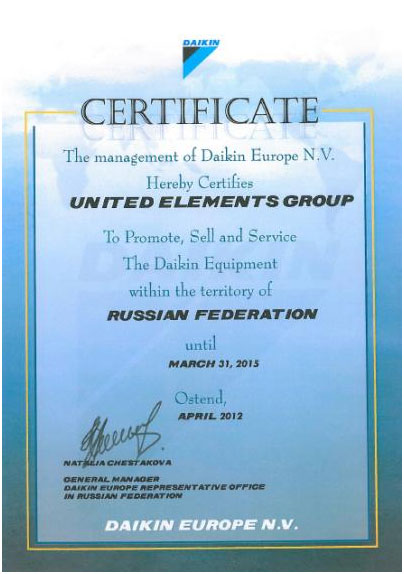 DAIKIN
CERTIFICATE
The management of Daikin Europe N.V.
Hereby Certifies
UNITED ELEMENTS GROUP
To Promote, Sell and Service
The Daikin Equipment
within the territory of
RUSSIAN FEDERATION
until
MARCH 31, 2015
Ostend,
APRIL 2012
NATALIA CHESTAKOVA
GENERAL MANAGER
DAIKIN EUROPE REPRESENTATIVE OFFICE
IN RUSSIAN FEDERATION
DAIKIN EUROPE N.V.